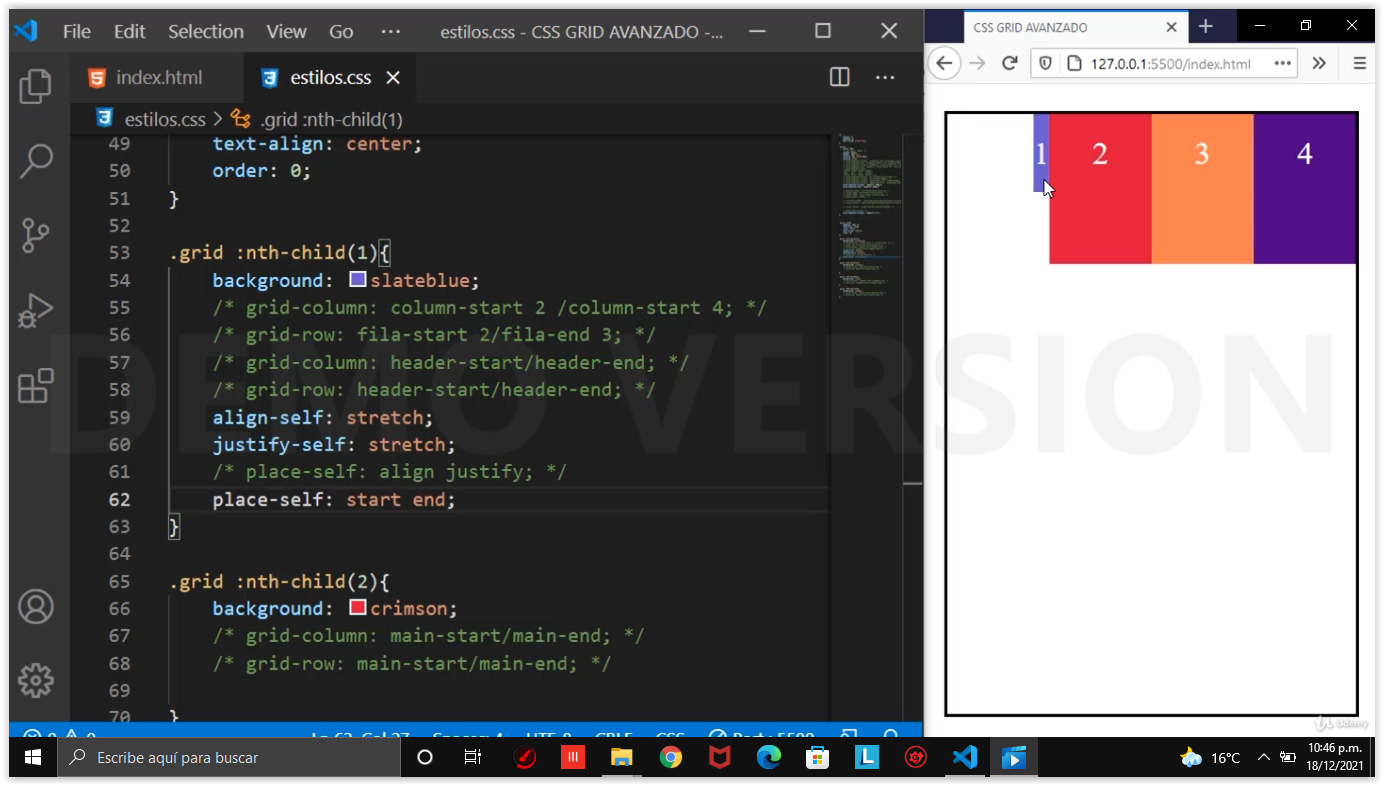 File Edit Selection View Go ··· estilos.css - CSS GRID AVANZADO -...
index.html estilos.css
estilos.css > .grid :nth-child(1)
49 text-align: center;
50 order: 0;
51 }
52
53 .grid :nth-child(1){
54 background: slateblue;
55 /* grid-column: column-start 2 /column-start 4; */
56 /* grid-row: fila-start 2/fila-end 3; */
57 /* grid-column: header-start/header-end; */
58 /* grid-row: header-start/header-end; */
59 align-self: stretch;
60 justify-self: stretch;
61 /* place-self: align justify; */
62 place-self: start end;
63 }
64
65 .grid :nth-child(2){
66 background: crimson;
67 /* grid-column: main-start/main-end; */
68 /* grid-row: main-start/main-end; */
69
70 }
CSS GRID AVANZADO
127.0.0.1:5500/index.html
1 2 3 4
DEMO VERSION
Udemy
Escribe aquí para buscar
16°C
10:46 p.m.
18/12/2021